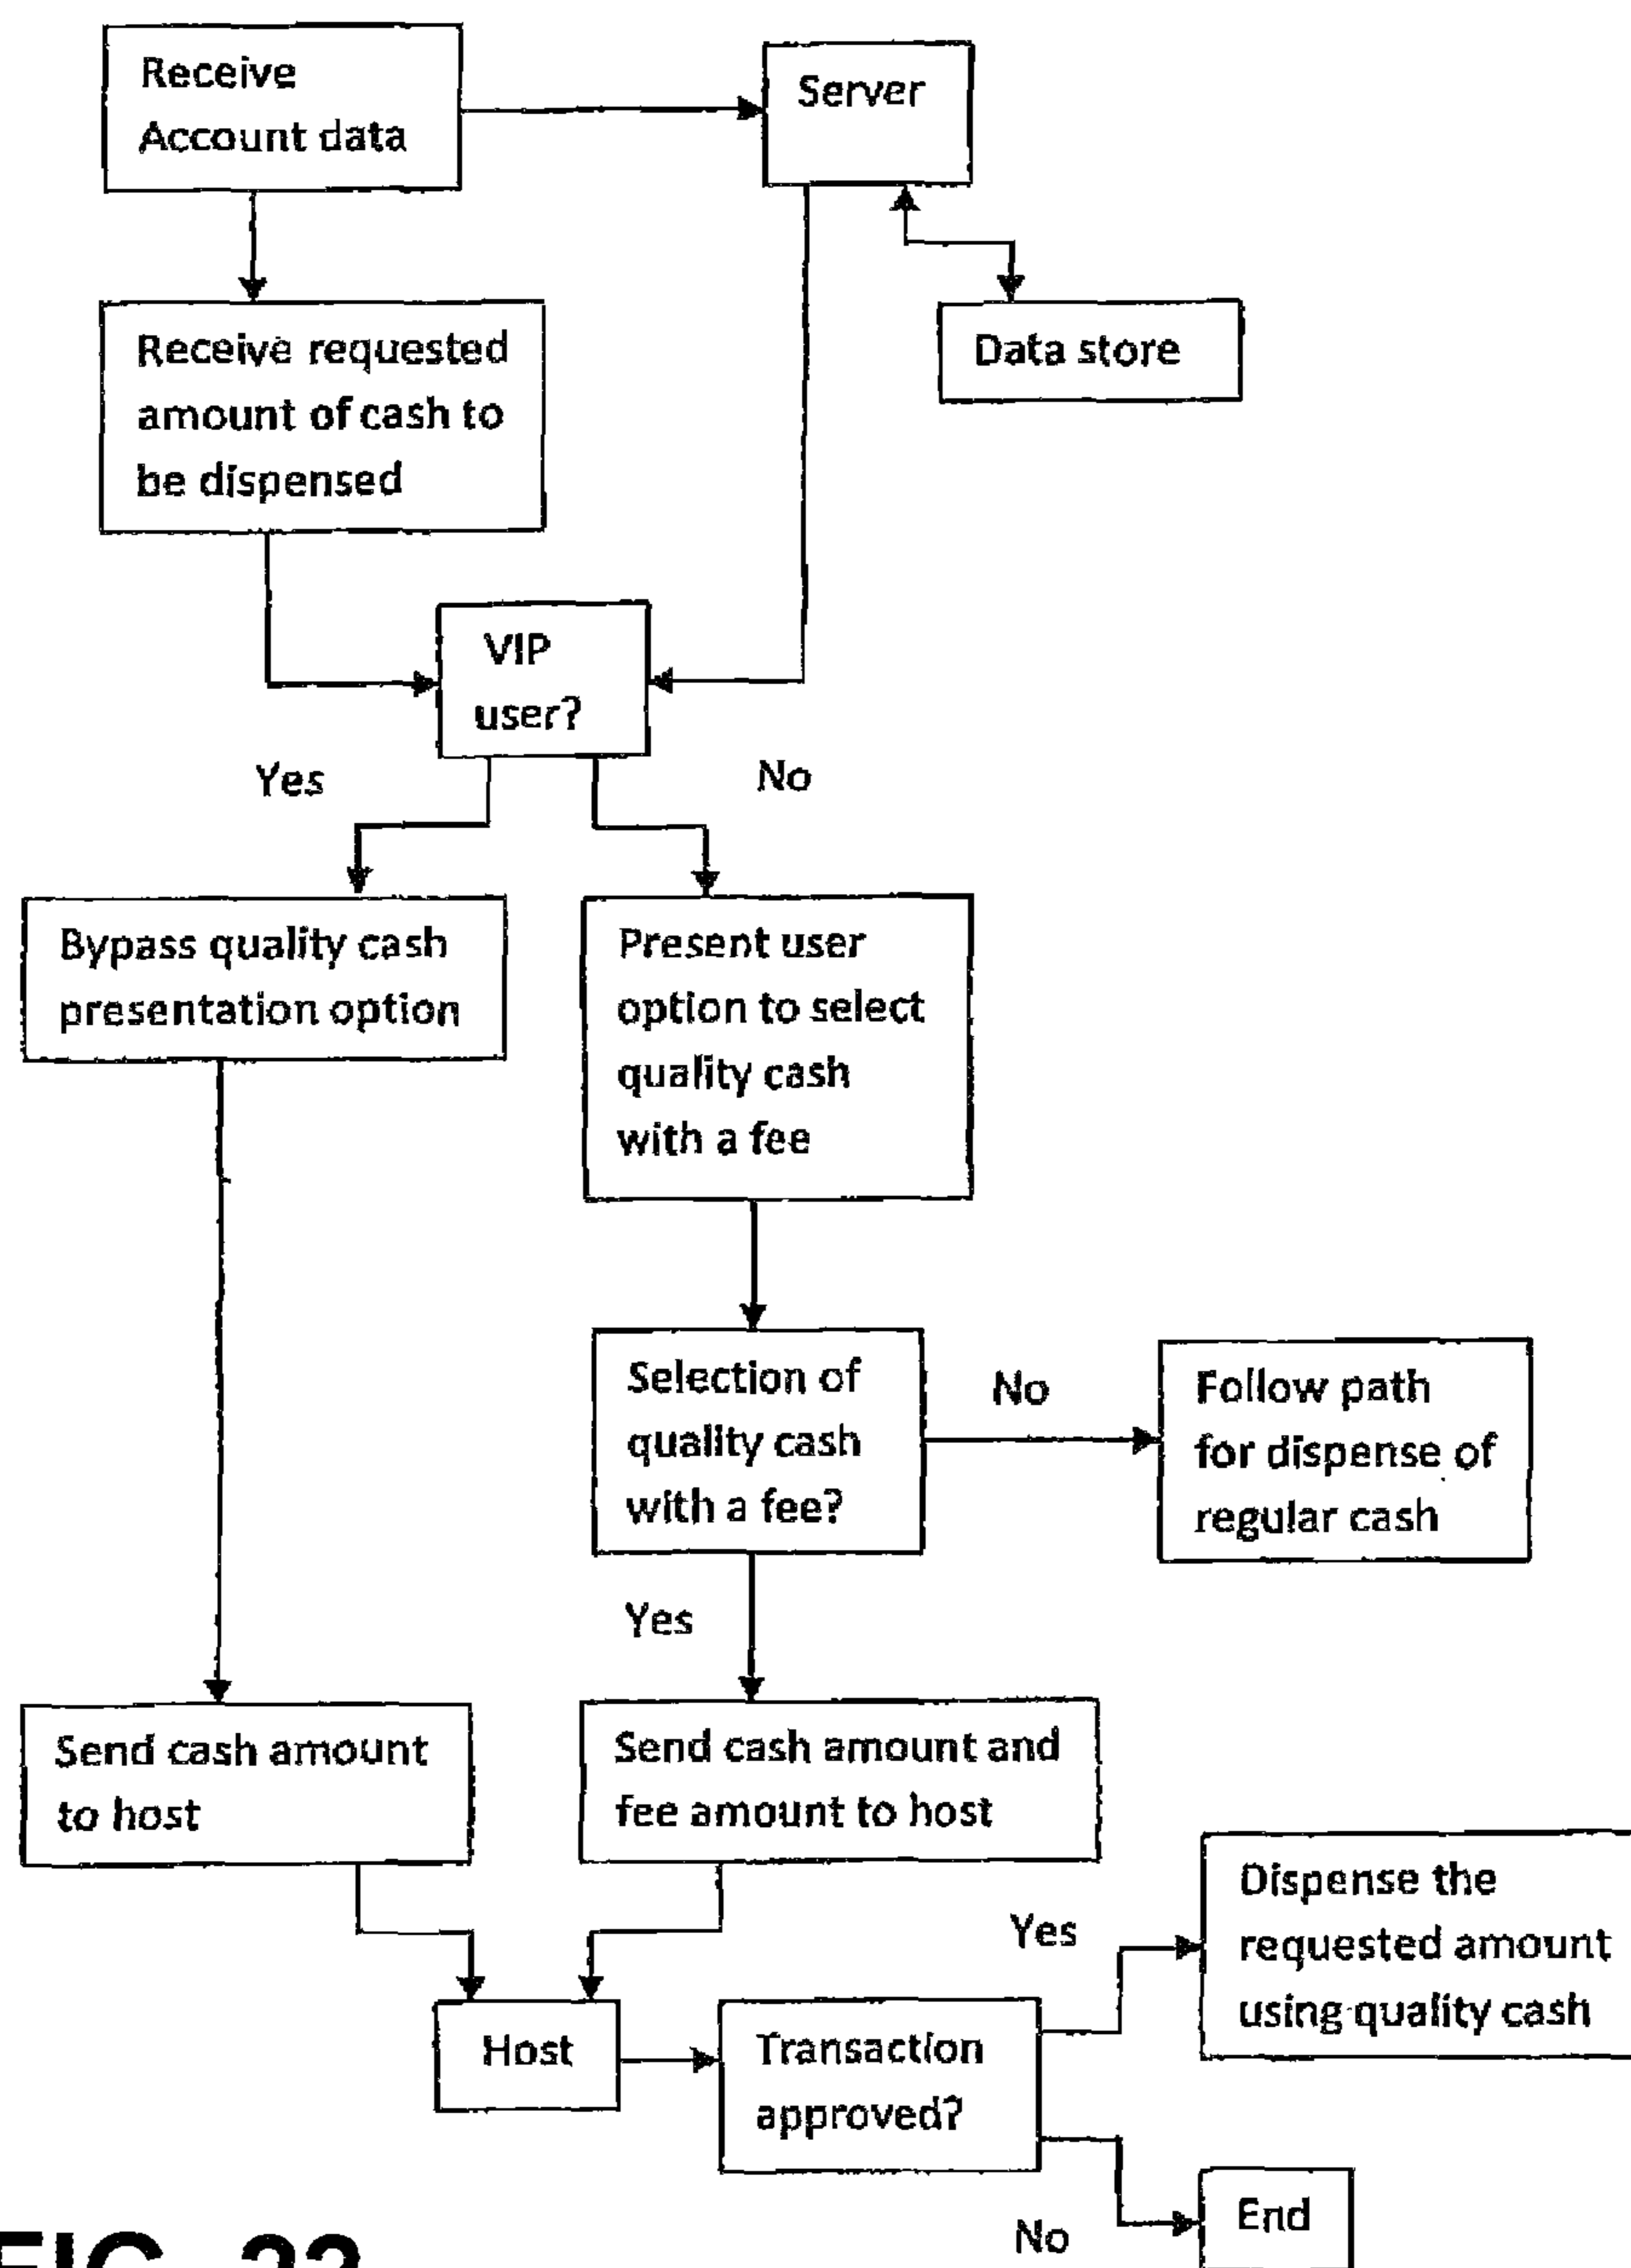 Receive
Account data
Server
Receive requested
amount of cash to
be dispensed
Data store
VIP
user?
Yes
No
Bypass quality cash
presentation option
Present user
option to select
quality cash
with a fee
Selection of
quality cash
with a fee?
No
Follow path
for dispense of
regular cash
Yes
Send cash amount
to host
Send cash amount and
fee amount to host
Dispense the
requested amount
using quality cash
Yes
Host
Transaction
approved?
End
No